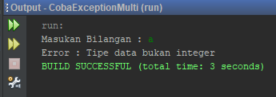 Output - CobaExceptionMulti (run)
run:
Masukan Bilangan : a
Error : Tipe data bukan integer
BUILD SUCCESSFUL (total time: 3 seconds)